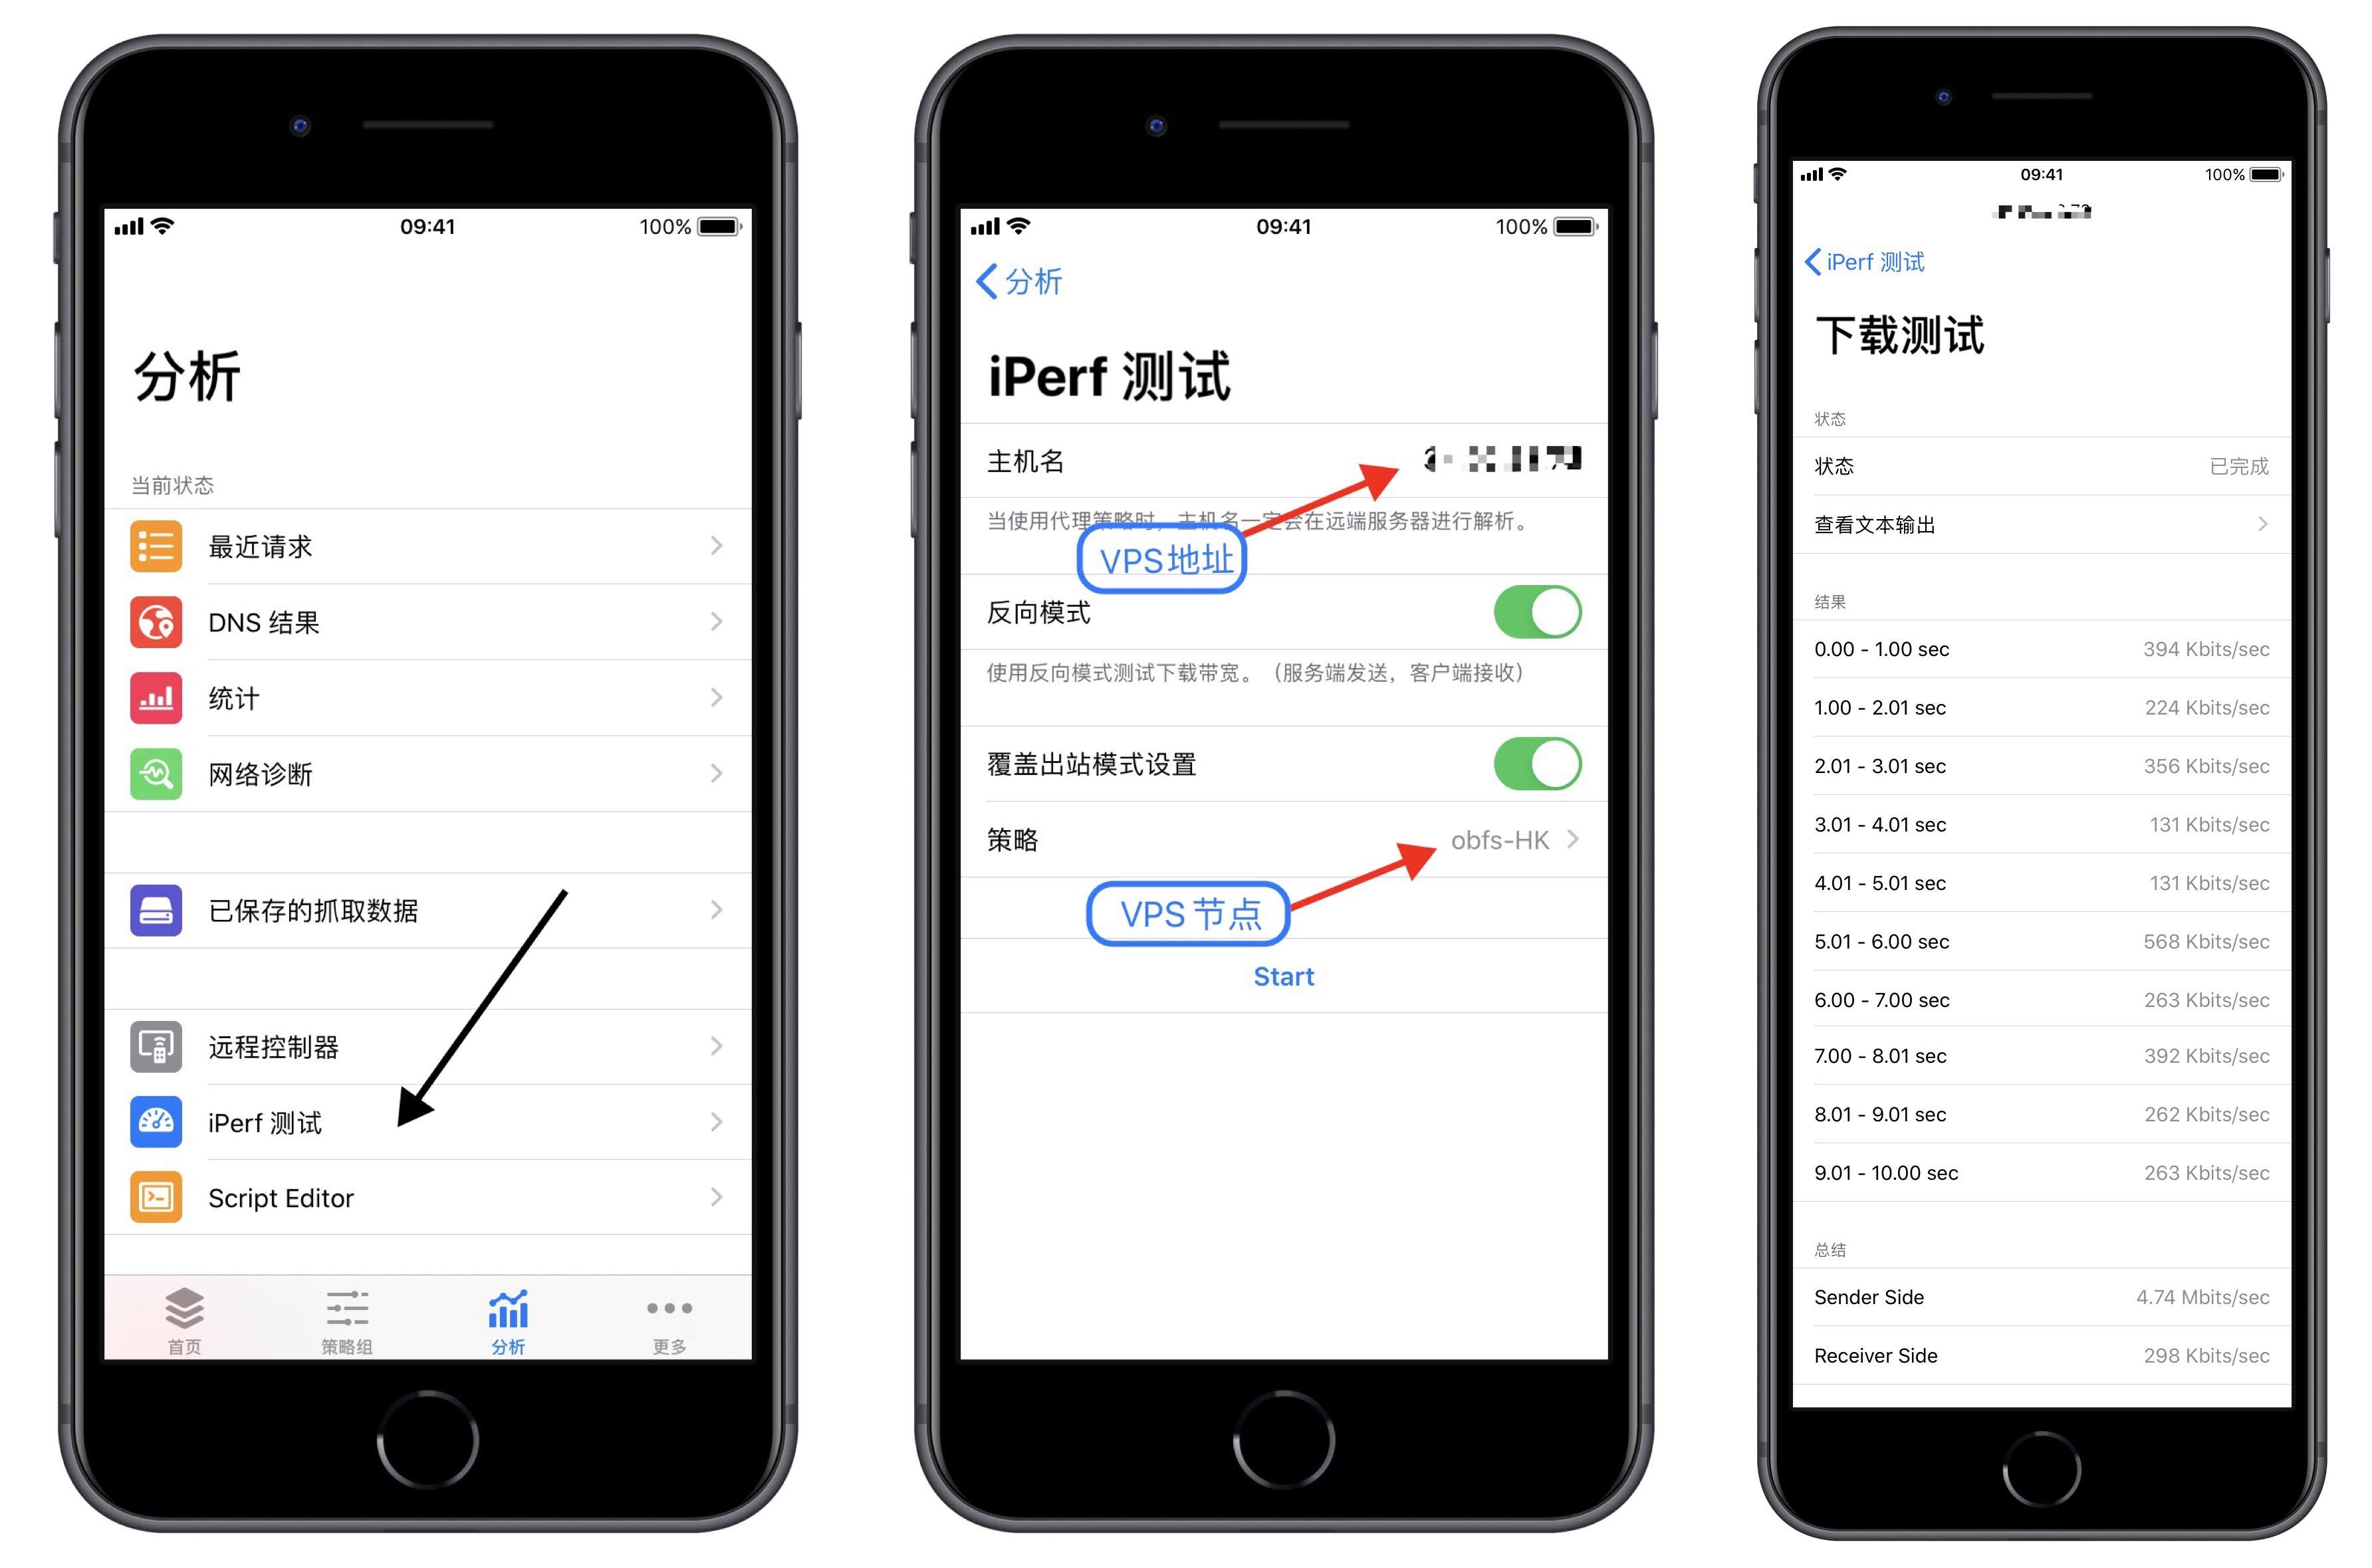 09:41
100%
分析
当前状态
最近请求
DNS 结果
统计
网络诊断
已保存的抓取数据
远程控制器
iPerf 测试
Script Editor
首页
策略组
分析
更多
09:41
100%
分析
iPerf 测试
主机名
当使用代理策略时，主机名一定会在远端服务器进行解析。
VPS地址
反向模式
使用反向模式测试下载带宽。（服务端发送，客户端接收）
覆盖出站模式设置
策略 obfs-HK
VPS 节点
Start
09:41
100%
iPerf 测试
下载测试
状态
状态 已完成
查看文本输出
结果
0.00 - 1.00 sec 394 Kbits/sec
1.00 - 2.01 sec 224 Kbits/sec
2.01 - 3.01 sec 356 Kbits/sec
3.01 - 4.01 sec 131 Kbits/sec
4.01 - 5.01 sec 131 Kbits/sec
5.01 - 6.00 sec 568 Kbits/sec
6.00 - 7.00 sec 263 Kbits/sec
7.00 - 8.01 sec 392 Kbits/sec
8.01 - 9.01 sec 262 Kbits/sec
9.01 - 10.00 sec 263 Kbits/sec
总结
Sender Side 4.74 Mbits/sec
Receiver Side 298 Kbits/sec